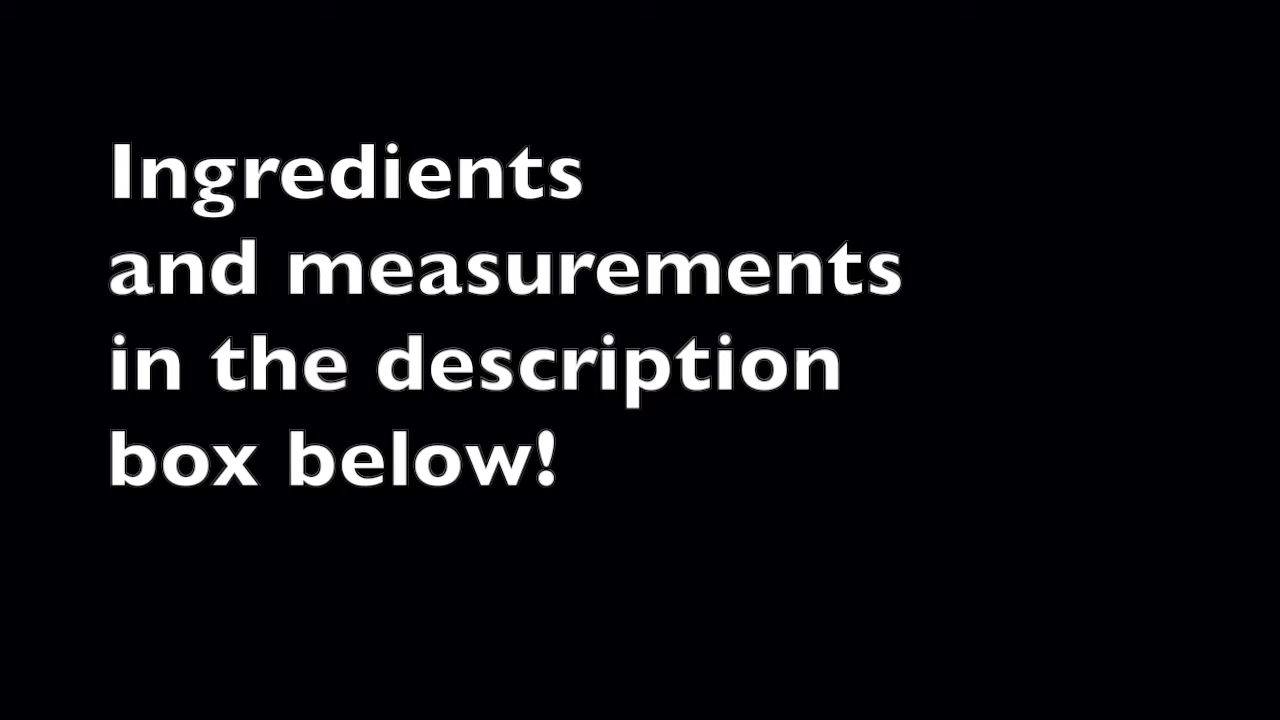 Ingredients
and measurements
in the description
box below!